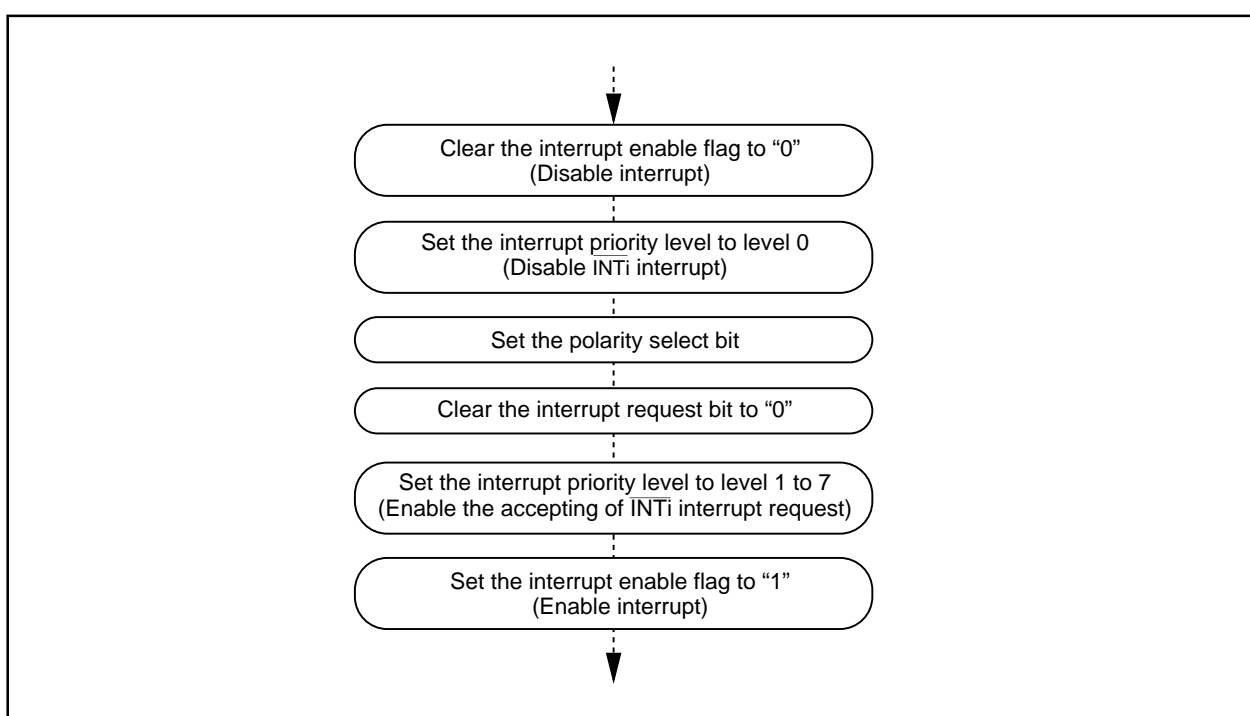 Clear the interrupt enable flag to “0”
(Disable interrupt)
Set the interrupt priority level to level 0
(Disable I̅N̅T̅i̅ interrupt)
Set the polarity select bit
Clear the interrupt request bit to “0”
Set the interrupt priority level to level 1 to 7
(Enable the accepting of I̅N̅T̅i̅ interrupt request)
Set the interrupt enable flag to “1”
(Enable interrupt)